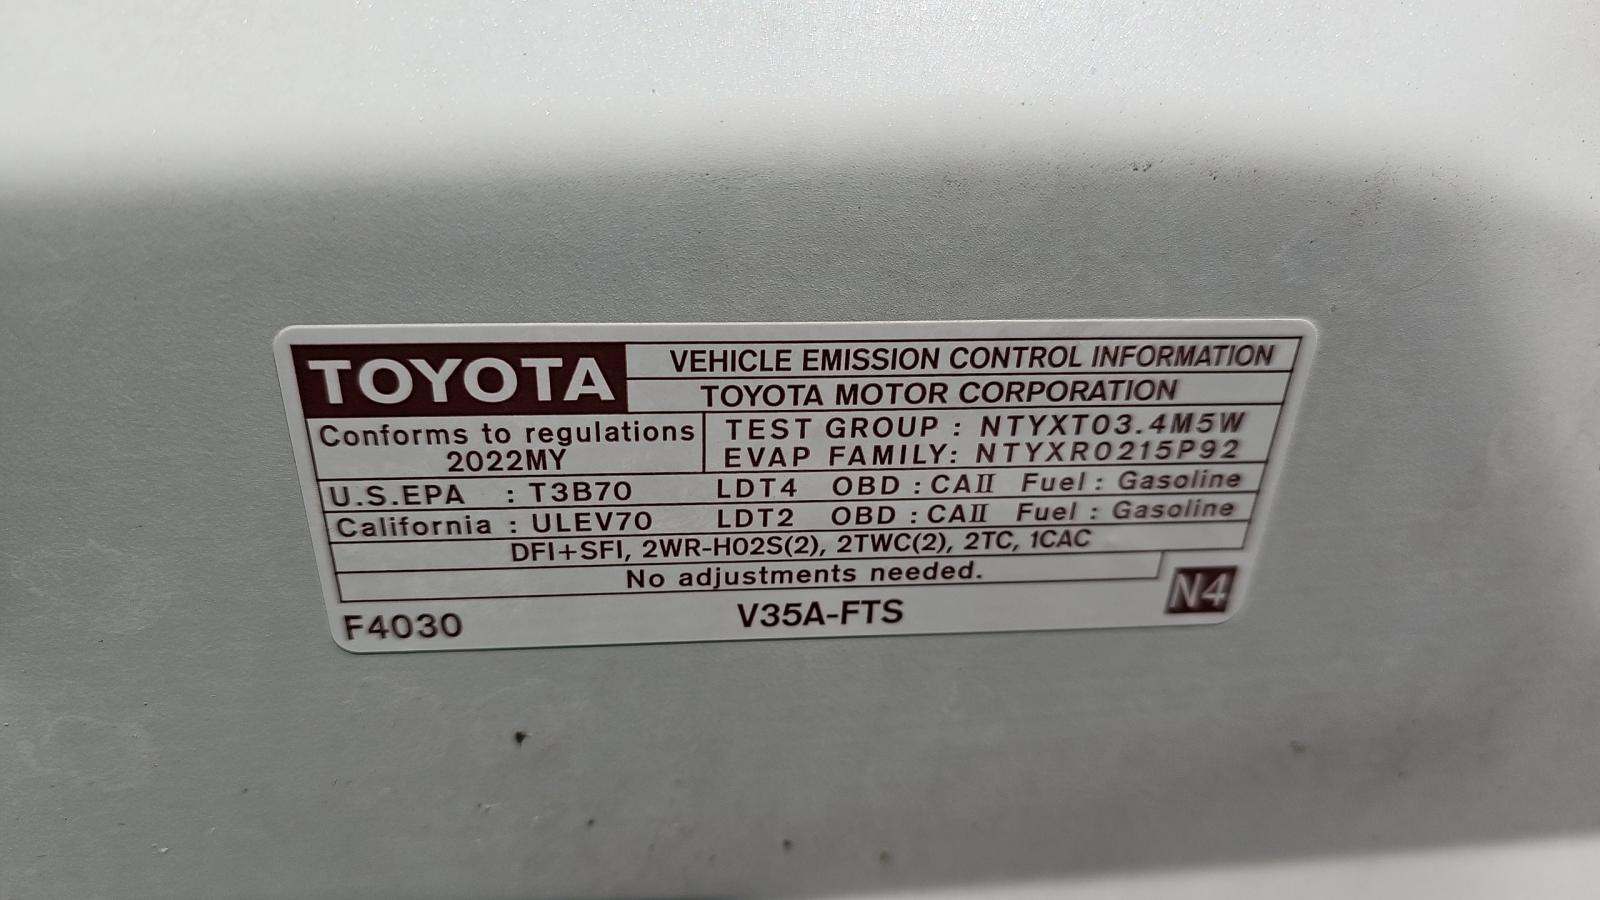 TOYOTA
VEHICLE EMISSION CONTROL INFORMATION
TOYOTA MOTOR CORPORATION
Conforms to regulations
2022MY
TEST GROUP : NTYXT03.4M5W
EVAP FAMILY: NTYXR0215P92
U.S.EPA : T3B70 LDT4 OBD : CAII Fuel : Gasoline
California : ULEV70 LDT2 OBD : CAII Fuel : Gasoline
DFI+SFI, 2WR-HO2S(2), 2TWC(2), 2TC, 1CAC
No adjustments needed.
F4030 V35A-FTS N4